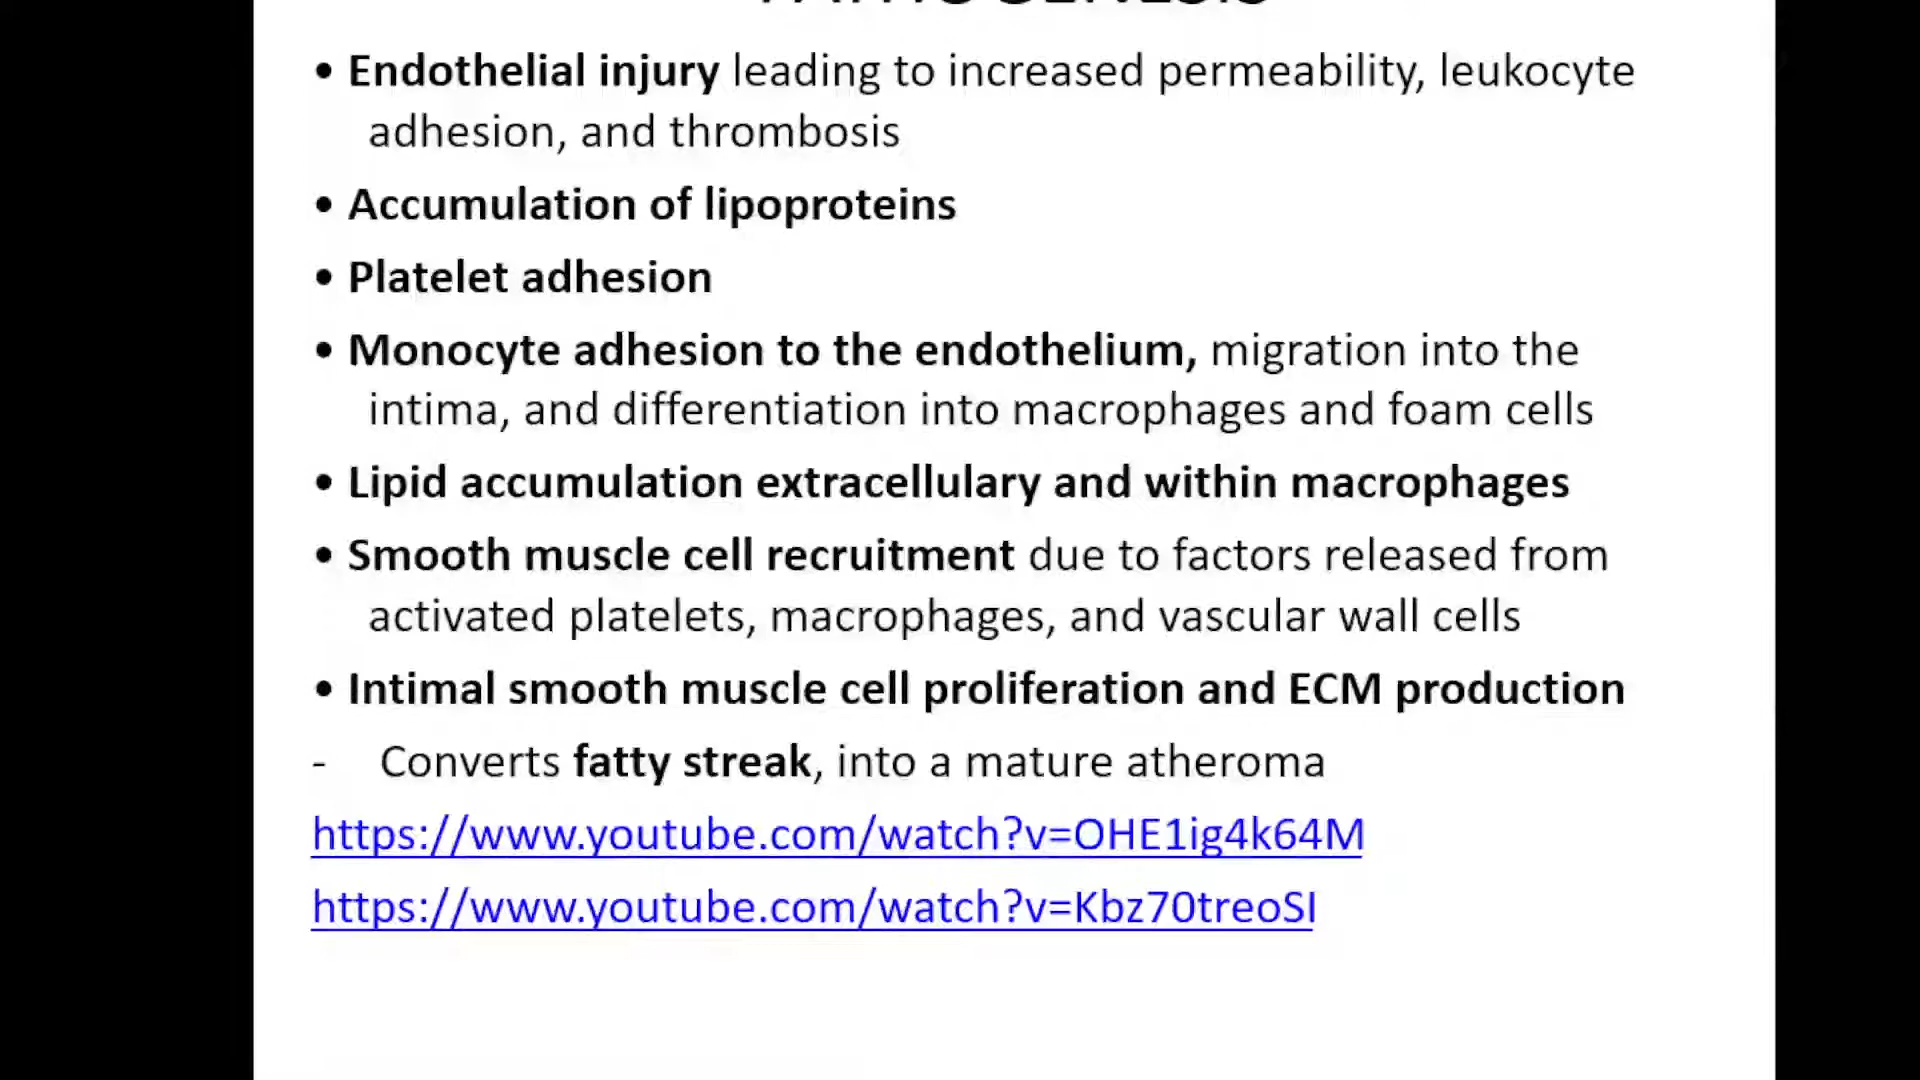 • Endothelial injury leading to increased permeability, leukocyte
adhesion, and thrombosis
• Accumulation of lipoproteins
• Platelet adhesion
• Monocyte adhesion to the endothelium, migration into the
intima, and differentiation into macrophages and foam cells
• Lipid accumulation extracellulary and within macrophages
• Smooth muscle cell recruitment due to factors released from
activated platelets, macrophages, and vascular wall cells
• Intimal smooth muscle cell proliferation and ECM production
- Converts fatty streak, into a mature atheroma
https://www.youtube.com/watch?v=OHE1ig4k64M
https://www.youtube.com/watch?v=Kbz70treoSI